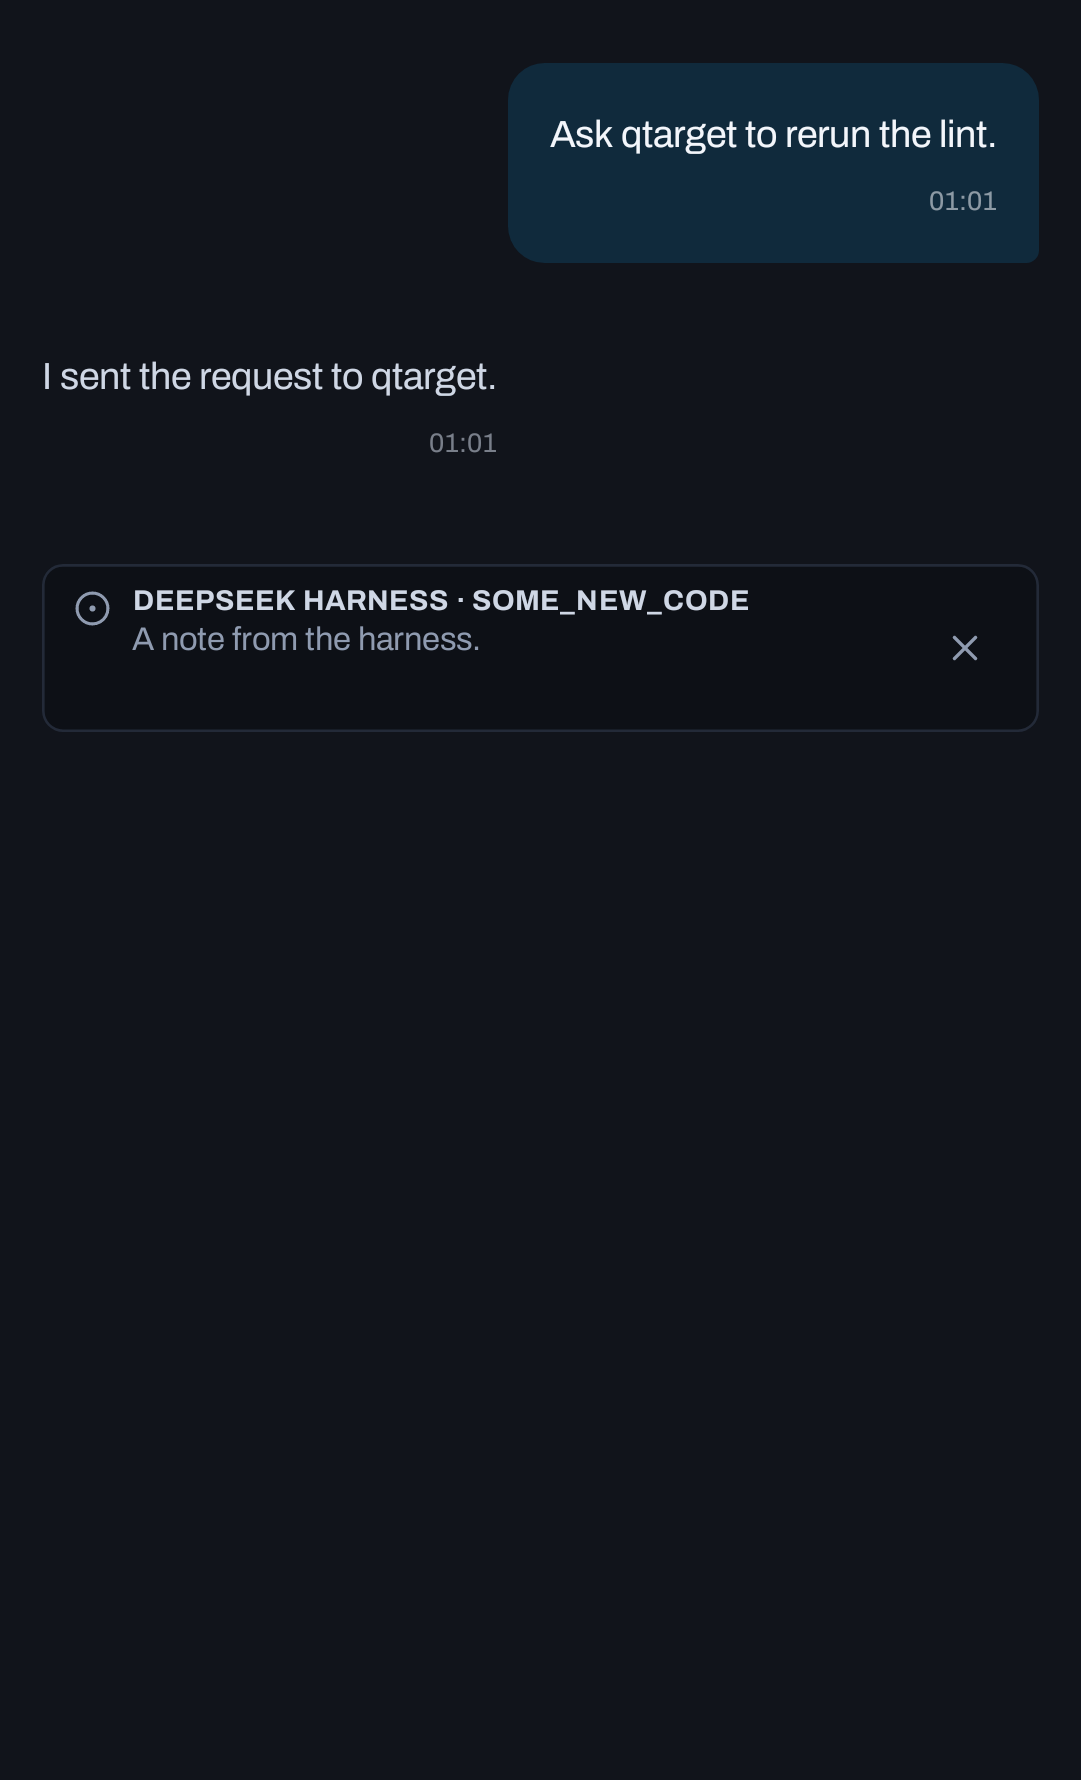 Ask qtarget to rerun the lint.
01:01
I sent the request to qtarget.
01:01
DEEPSEEK HARNESS · SOME_NEW_CODE
A note from the harness.